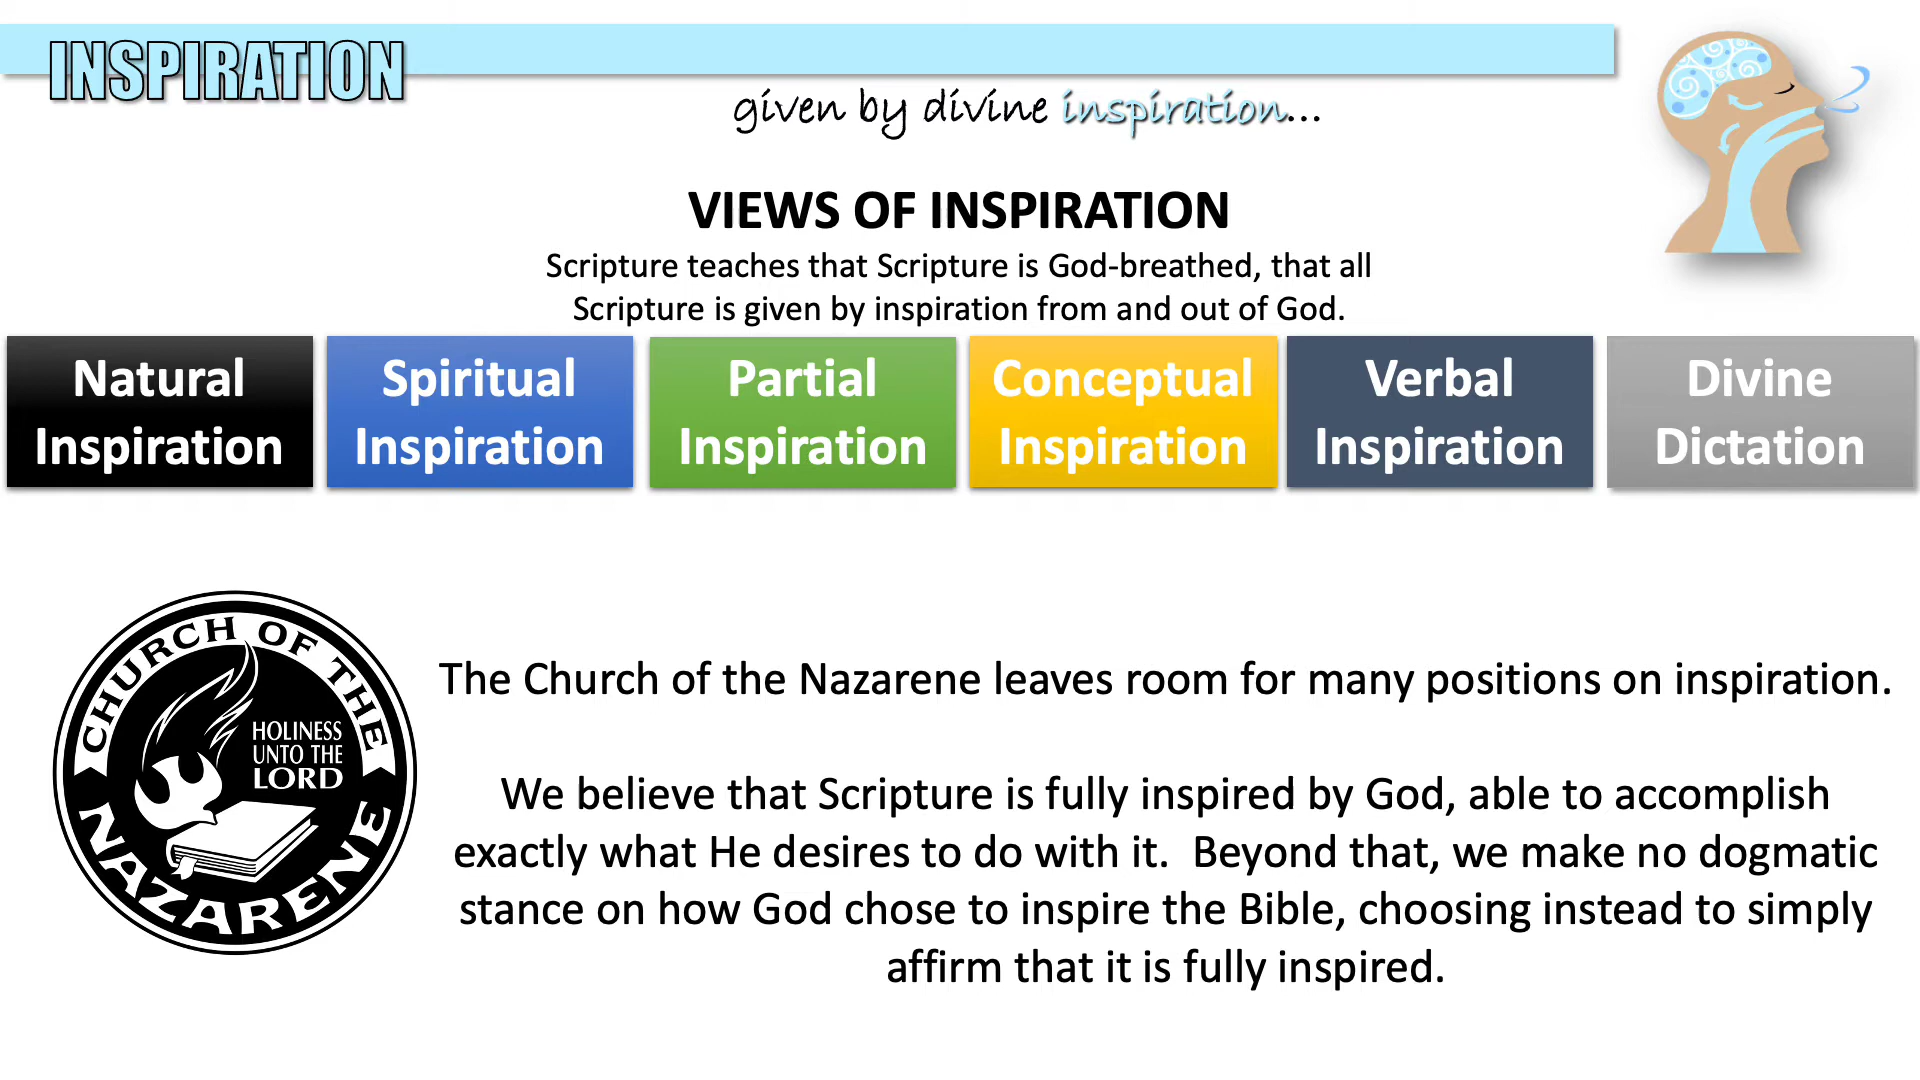 INSPIRATION
given by divine inspiration...
VIEWS OF INSPIRATION
Scripture teaches that Scripture is God-breathed, that all
Scripture is given by inspiration from and out of God.
Natural
Inspiration
Spiritual
Inspiration
Partial
Inspiration
Conceptual
Inspiration
Verbal
Inspiration
Divine
Dictation
CHURCH OF THE
NAZARENE
HOLINESS
UNTO THE
LORD
The Church of the Nazarene leaves room for many positions on inspiration.
We believe that Scripture is fully inspired by God, able to accomplish
exactly what He desires to do with it.  Beyond that, we make no dogmatic
stance on how God chose to inspire the Bible, choosing instead to simply
affirm that it is fully inspired.